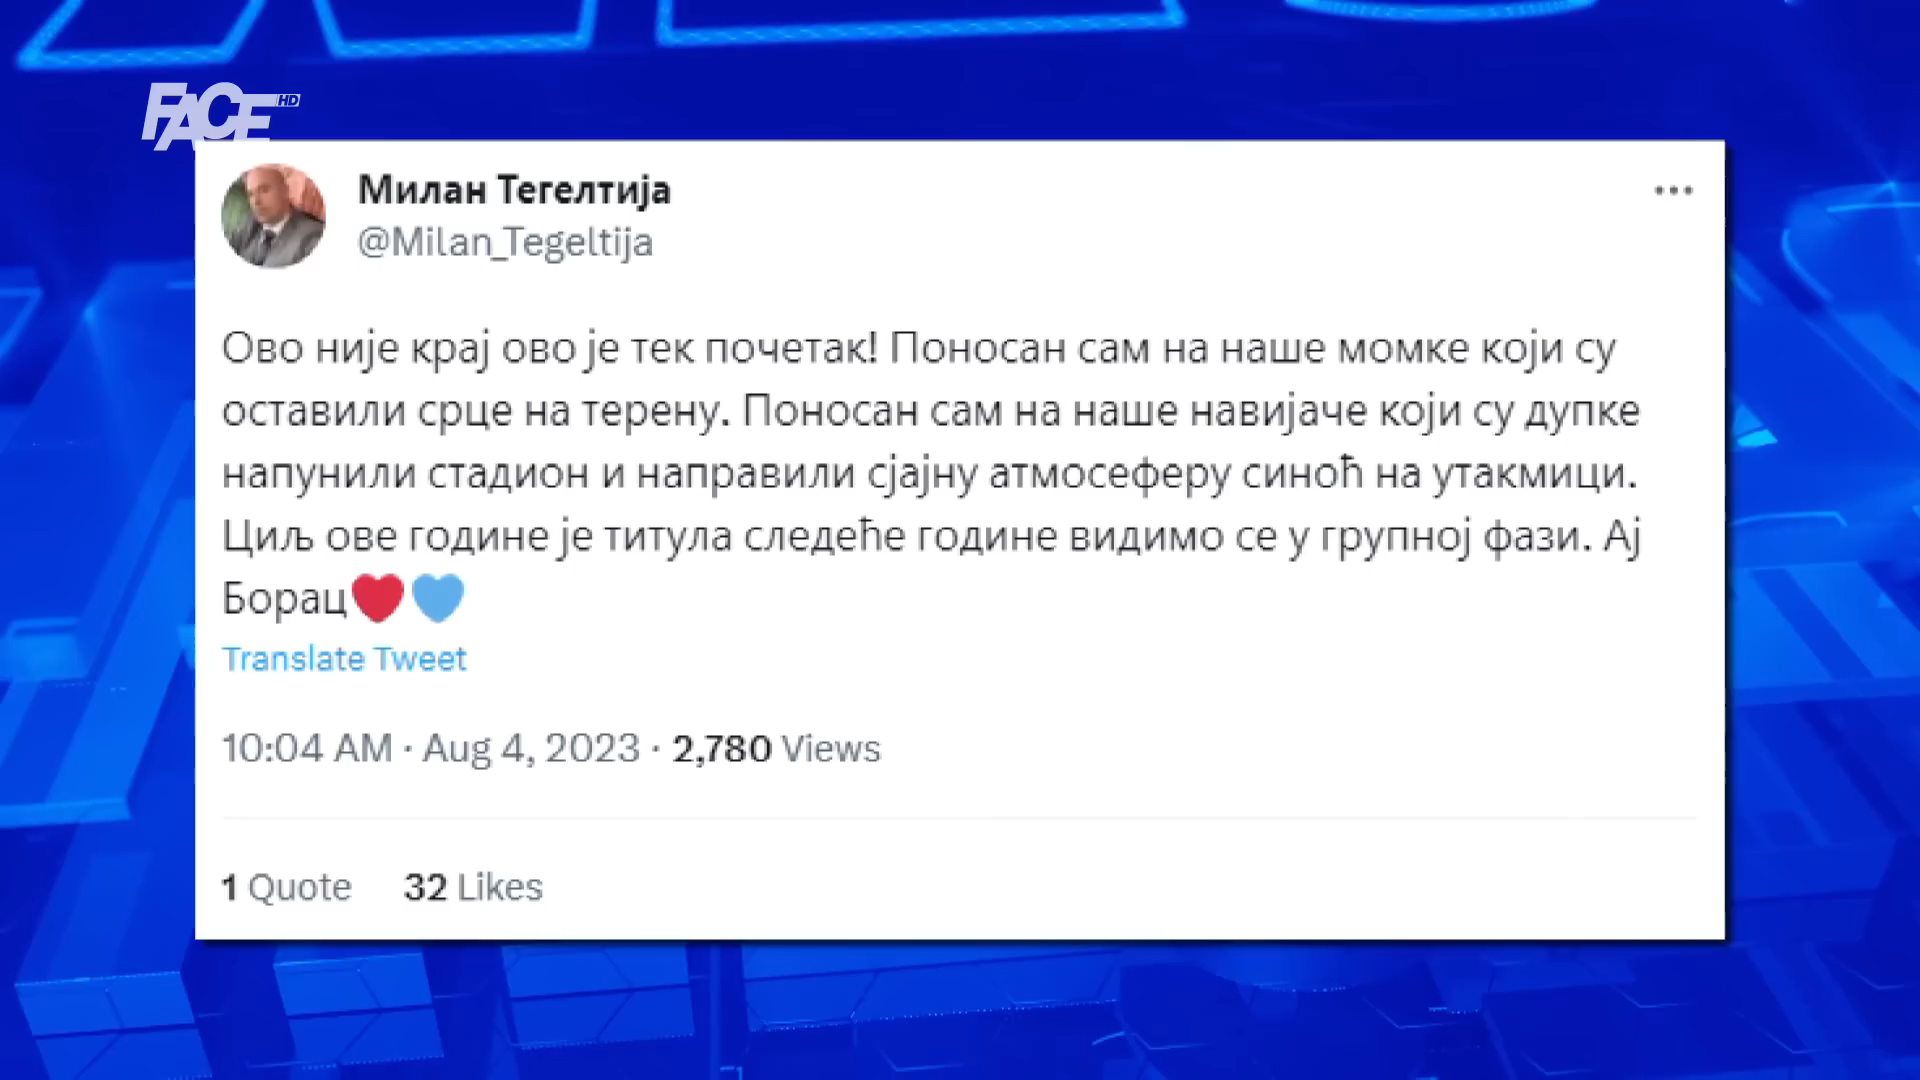 FACE HD
Милан Тегелтија
@Milan_Tegeltija
Ово није крај ово је тек почетак! Поносан сам на наше момке који су
оставили срце на терену. Поносан сам на наше навијаче који су дупке
напунили стадион и направили сјајну атмосеферу синоћ на утакмици.
Циљ ове године је титула следеће године видимо се у групној фази. Ај
Борац❤️💙
Translate Tweet
10:04 AM · Aug 4, 2023 · 2,780 Views
1 Quote 32 Likes